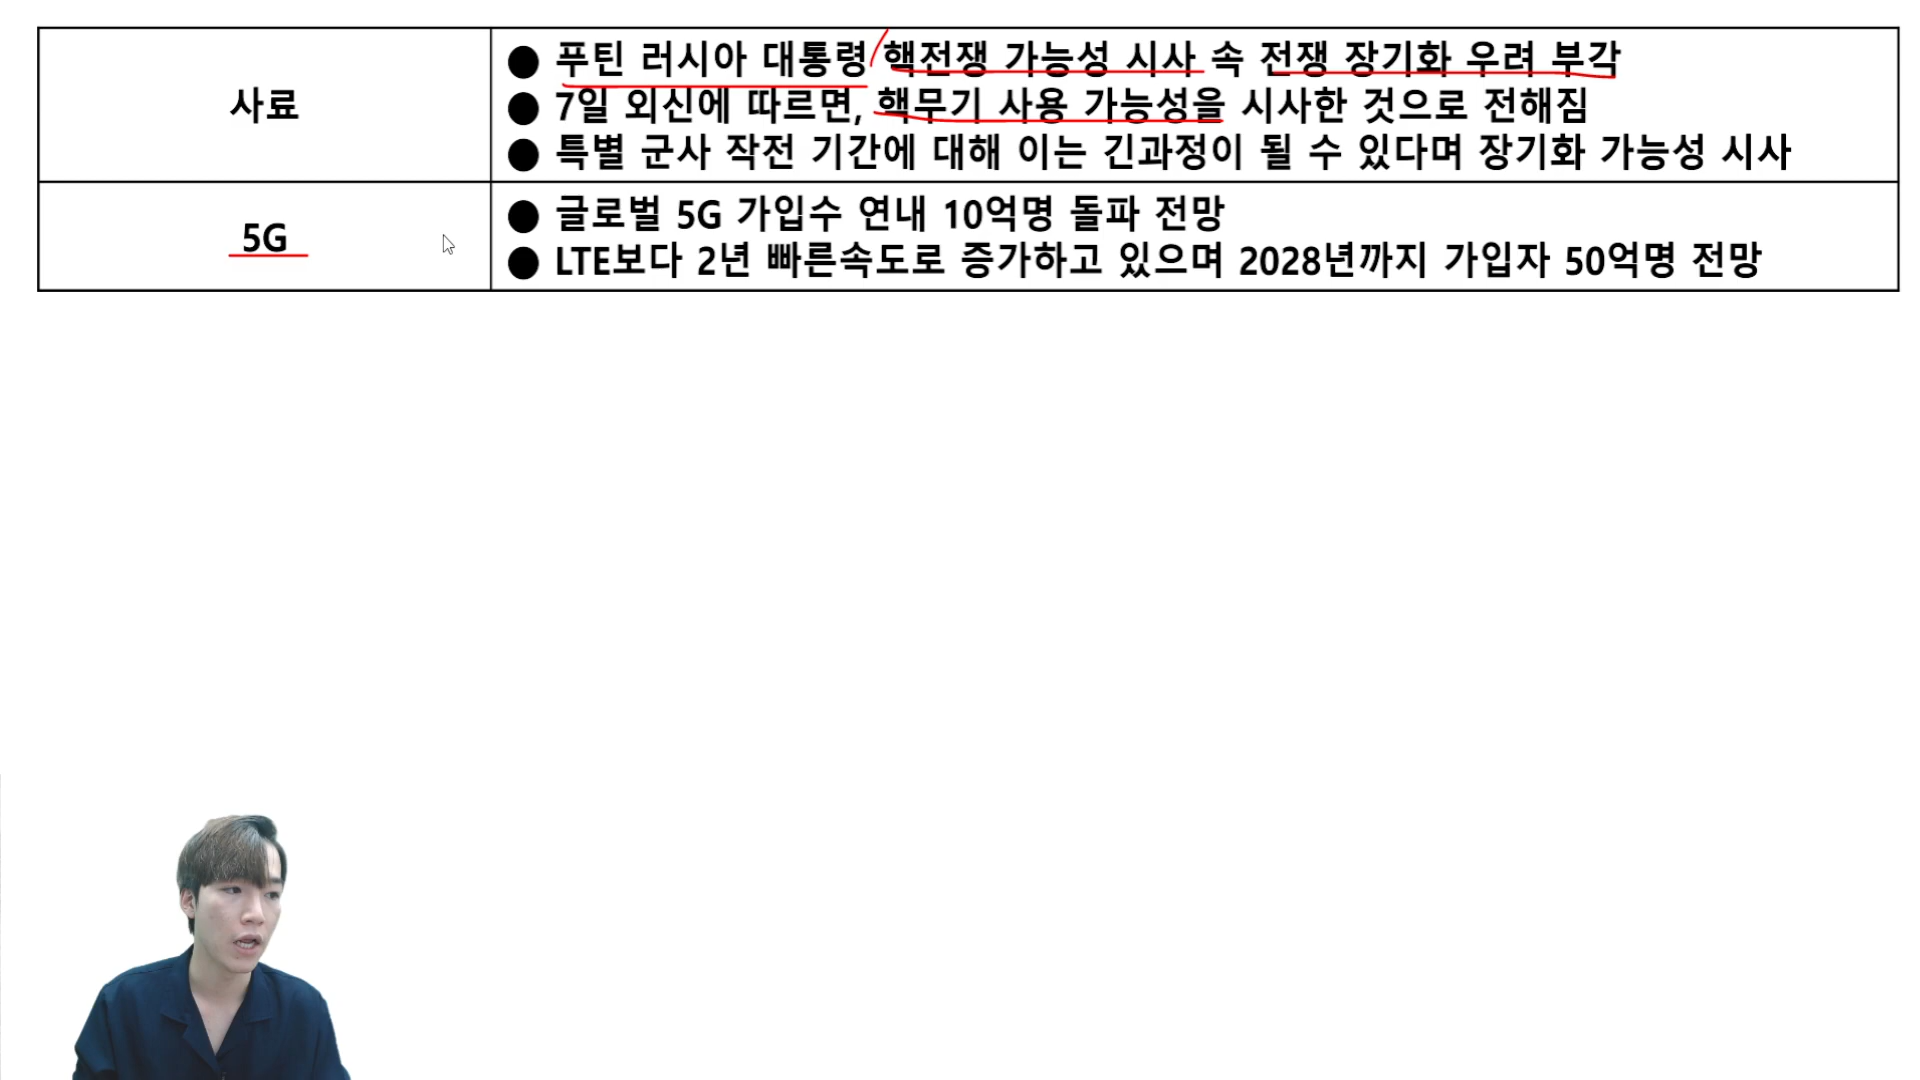 사료
● 푸틴 러시아 대통령 핵전쟁 가능성 시사 속 전쟁 장기화 우려 부각
● 7일 외신에 따르면, 핵무기 사용 가능성을 시사한 것으로 전해짐
● 특별 군사 작전 기간에 대해 이는 긴과정이 될 수 있다며 장기화 가능성 시사
5G
● 글로벌 5G 가입수 연내 10억명 돌파 전망
● LTE보다 2년 빠른속도로 증가하고 있으며 2028년까지 가입자 50억명 전망